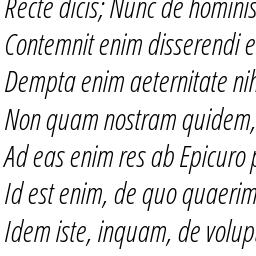 Recte dicis; Nunc de hominis
Contemnit enim disserendi e
Dempta enim aeternitate nih
Non quam nostram quidem,
Ad eas enim res ab Epicuro p
Id est enim, de quo quaerim
Idem iste, inquam, de volup